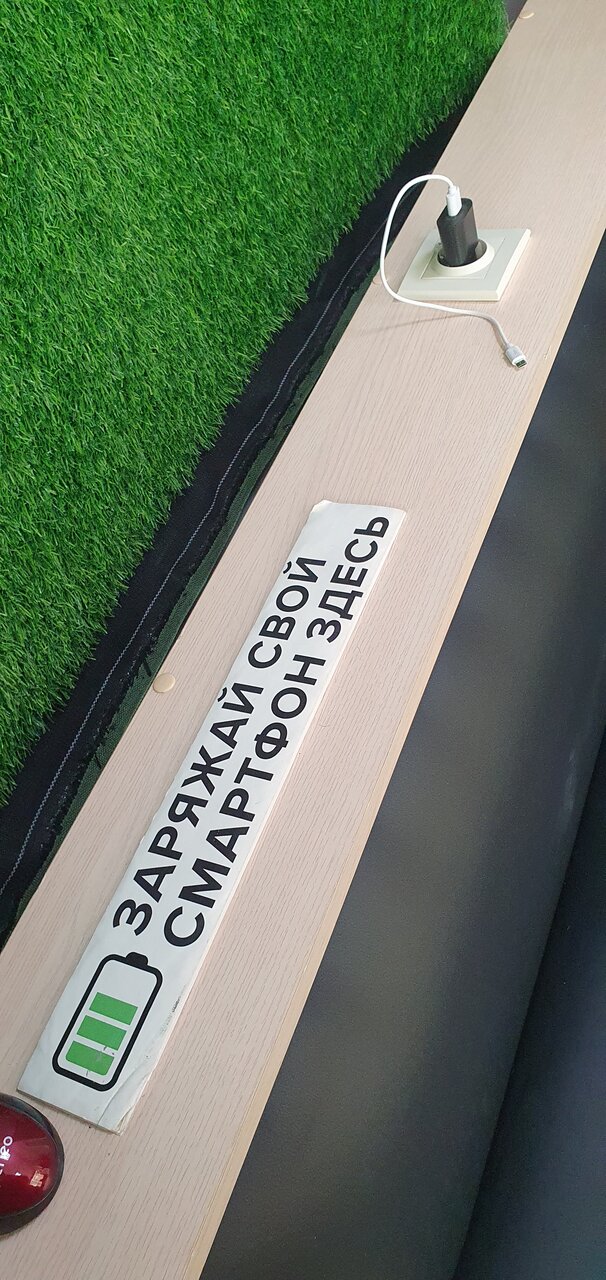 ЗАРЯЖАЙ СВОЙ
СМАРТФОН ЗДЕСЬ